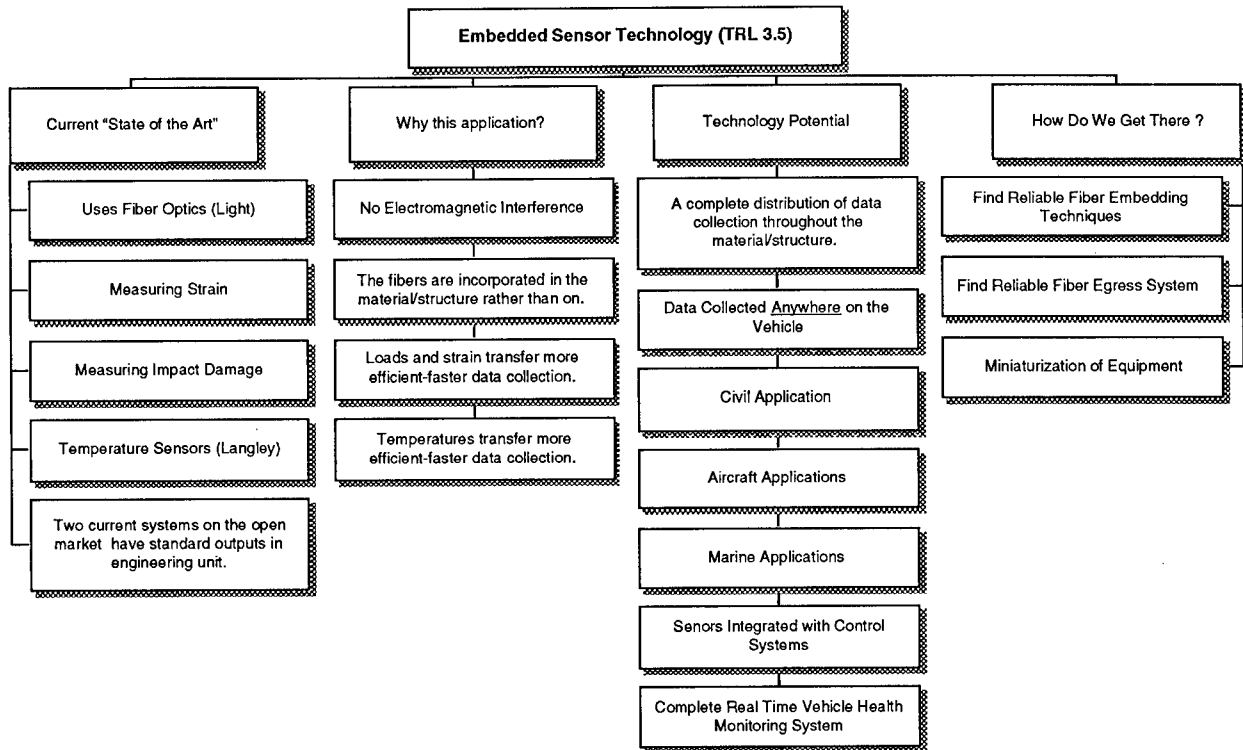 Embedded Sensor Technology (TRL 3.5)
Current "State of the Art"
Uses Fiber Optics (Light)
Measuring Strain
Measuring Impact Damage
Temperature Sensors (Langley)
Two current systems on the open
market have standard outputs in
engineering unit.
Why this application?
No Electromagnetic Interference
The fibers are incorporated in the
material/structure rather than on.
Loads and strain transfer more
efficient-faster data collection.
Temperatures transfer more
efficient-faster data collection.
Technology Potential
A complete distribution of data
collection throughout the
material/structure.
Data Collected Anywhere on the
Vehicle
Civil Application
Aircraft Applications
Marine Applications
Senors Integrated with Control
Systems
Complete Real Time Vehicle Health
Monitoring System
How Do We Get There ?
Find Reliable Fiber Embedding
Techniques
Find Reliable Fiber Egress System
Miniaturization of Equipment